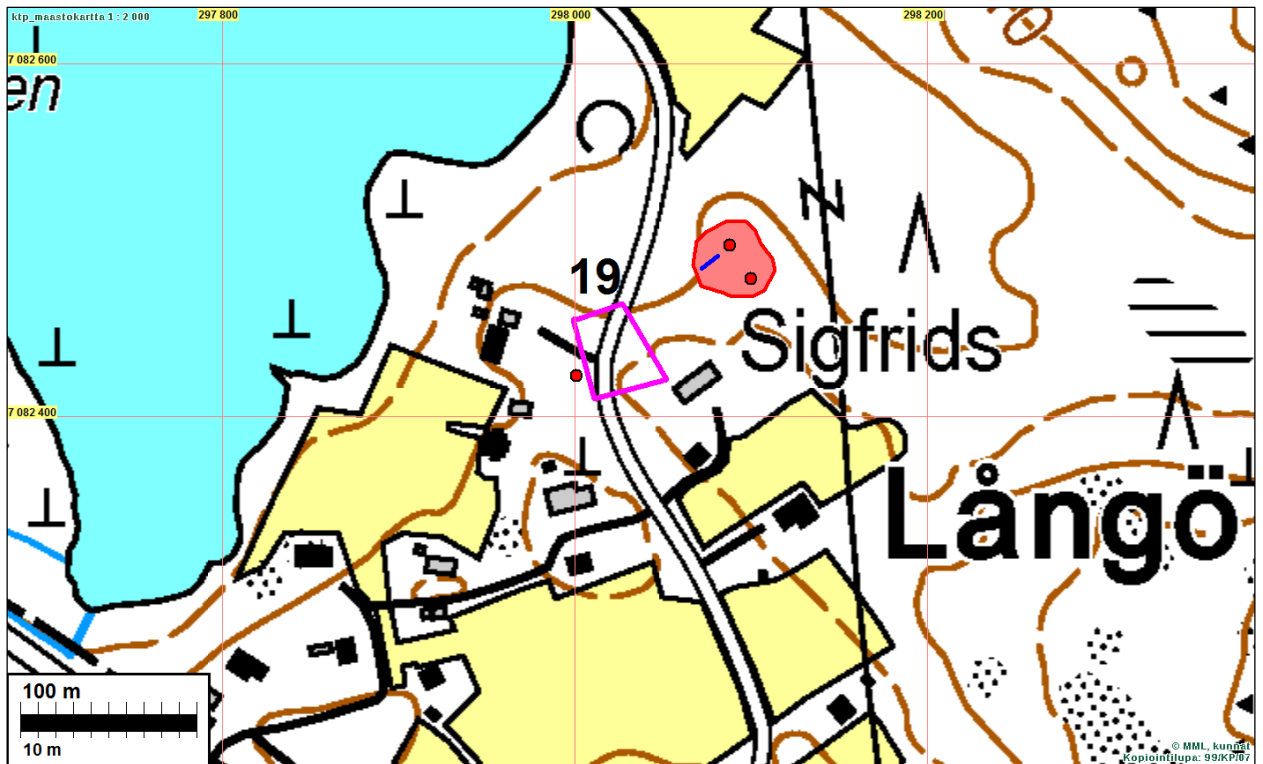 ktp_maastokartta 1 : 2 000
297 800
298 000
298 200
7 082 600
en
19
Sigfrids
7 082 400
Långö
100 m
10 m
© MML, kunnat
Kopiointilupa: 99/KP/07